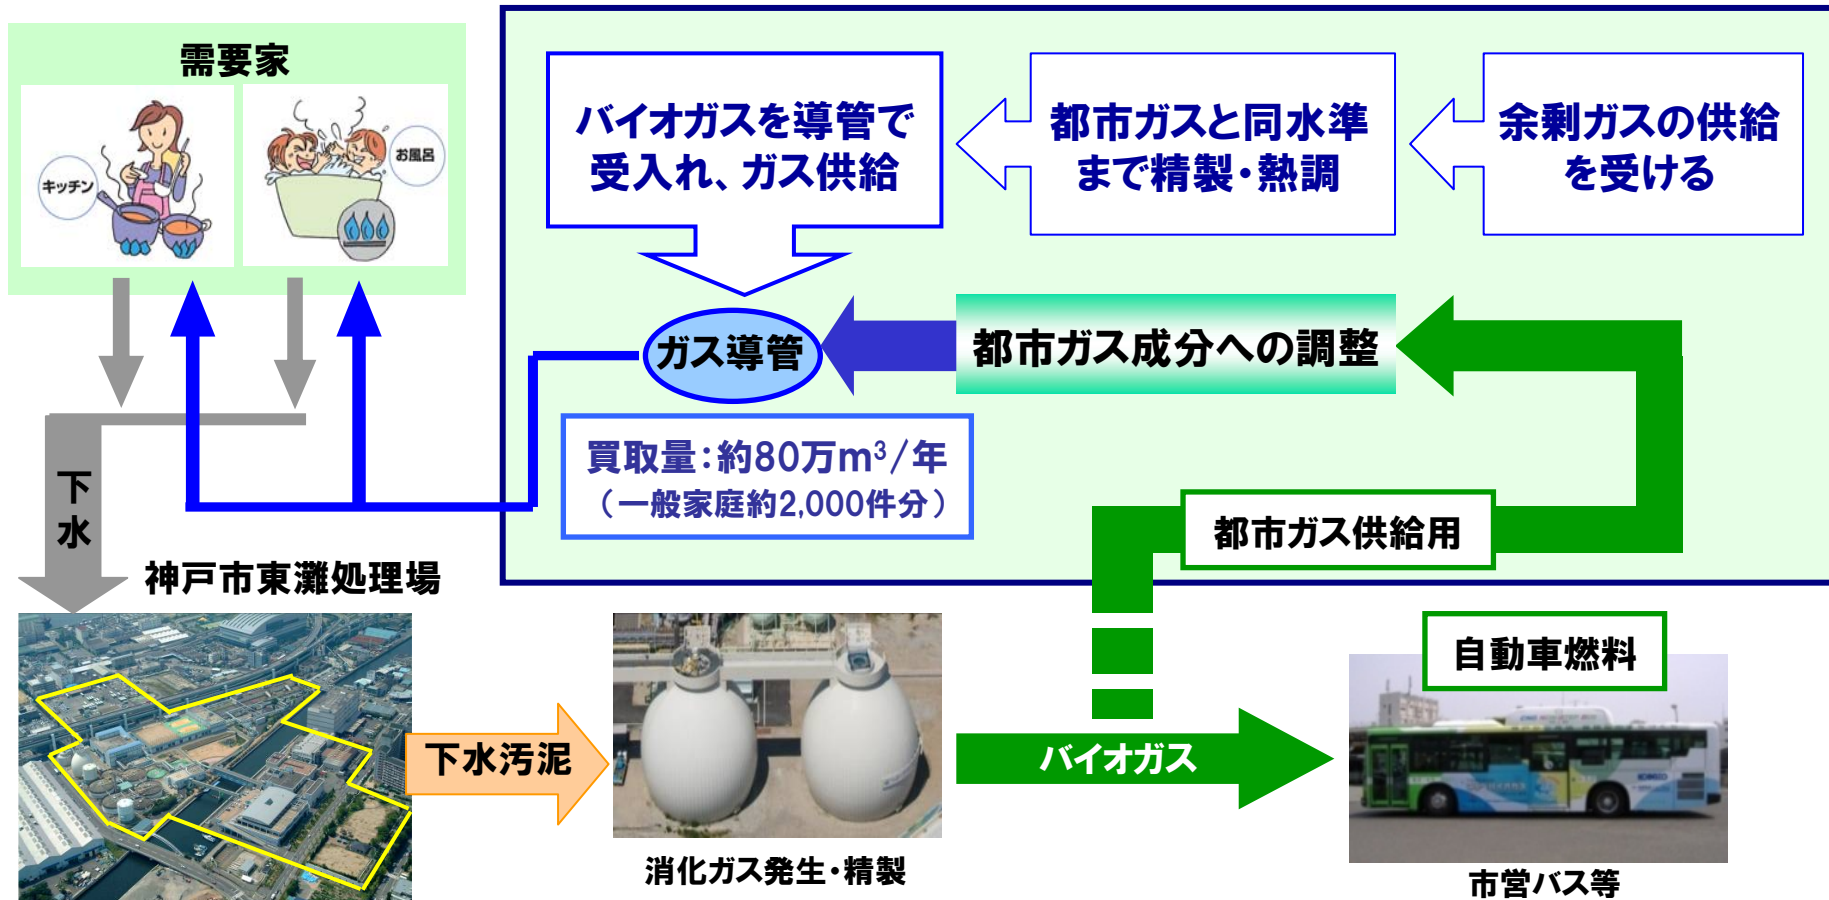 需要家
キッチン
お風呂
バイオガスを導管で
受入れ、ガス供給
都市ガスと同水準
まで精製・熱調
余剰ガスの供給
を受ける
ガス導管
都市ガス成分への調整
買取量：約80万m³/年
（一般家庭約2,000件分）
都市ガス供給用
下水
神戸市東灘処理場
下水汚泥
消化ガス発生・精製
バイオガス
自動車燃料
市営バス等